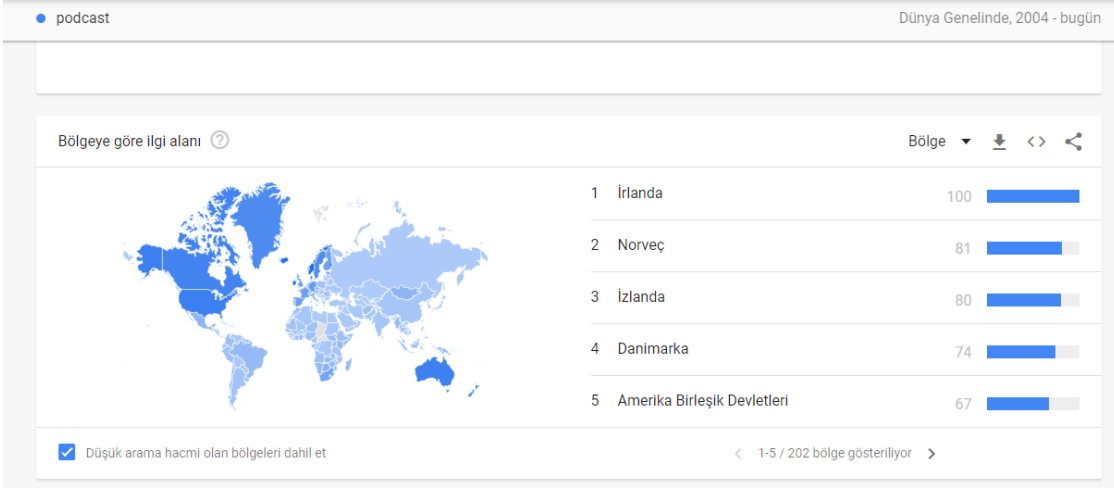 podcast
Dünya Genelinde, 2004 - bugün
Bölgeye göre ilgi alanı ?
Bölge
1 İrlanda 100
2 Norveç 81
3 İzlanda 80
4 Danimarka 74
5 Amerika Birleşik Devletleri 67
Düşük arama hacmi olan bölgeleri dahil et
1-5 / 202 bölge gösteriliyor